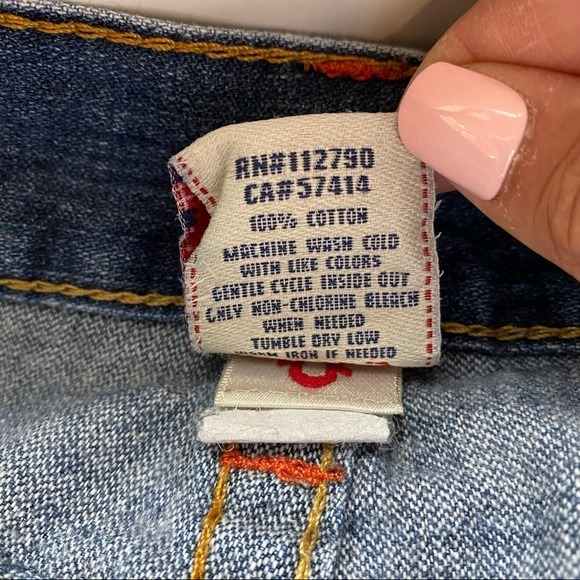 RN#112790
CA#57414
100% COTTON
MACHINE WASH COLD
WITH LIKE COLORS
GENTLE CYCLE INSIDE OUT
ONLY NON-CHLORINE BLEACH
WHEN NEEDED
TUMBLE DRY LOW
WARM IRON IF NEEDED